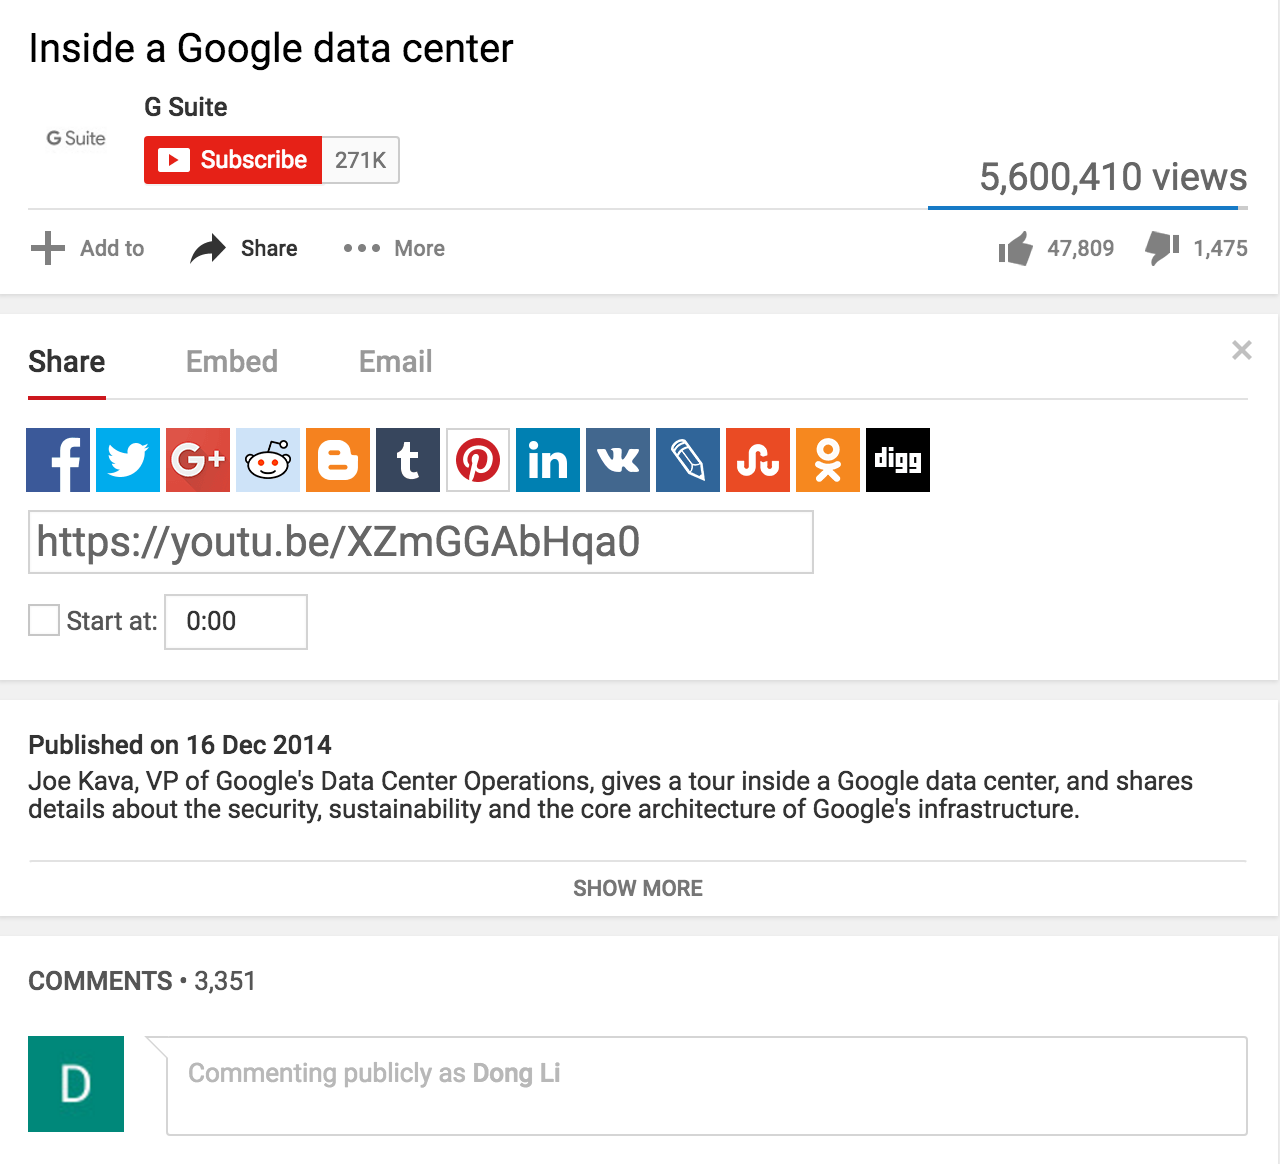 Inside a Google data center
G Suite
G Suite
Subscribe 271K
5,600,410 views
Add to Share More 47,809 1,475
Share Embed Email
f G+ t in digg
https://youtu.be/XZmGGAbHqa0
Start at: 0:00
Published on 16 Dec 2014
Joe Kava, VP of Google's Data Center Operations, gives a tour inside a Google data center, and shares
details about the security, sustainability and the core architecture of Google's infrastructure.
SHOW MORE
COMMENTS • 3,351
D
Commenting publicly as Dong Li